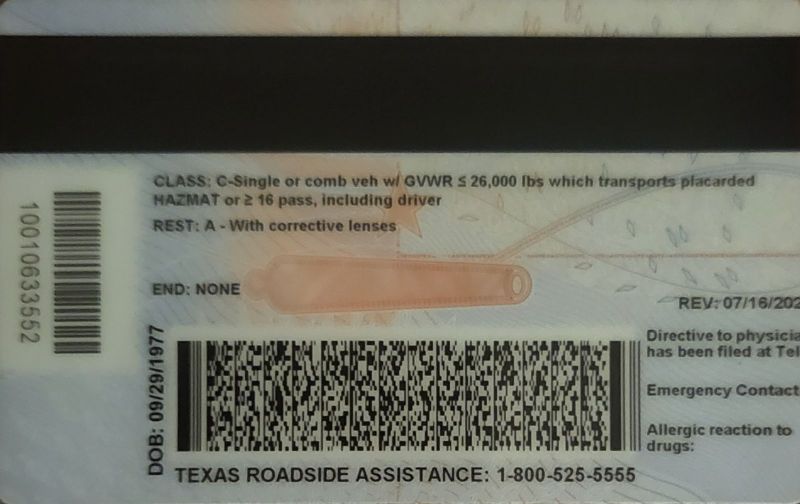 CLASS: C-Single or comb veh w/ GVWR ≤ 26,000 lbs which transports placarded
HAZMAT or ≥ 16 pass, including driver
REST: A - With corrective lenses
10010633552
END: NONE
REV: 07/16/202
DOB: 09/29/1977
Directive to physicia
has been filed at Tel
Emergency Contact
Allergic reaction to
drugs:
TEXAS ROADSIDE ASSISTANCE: 1-800-525-5555